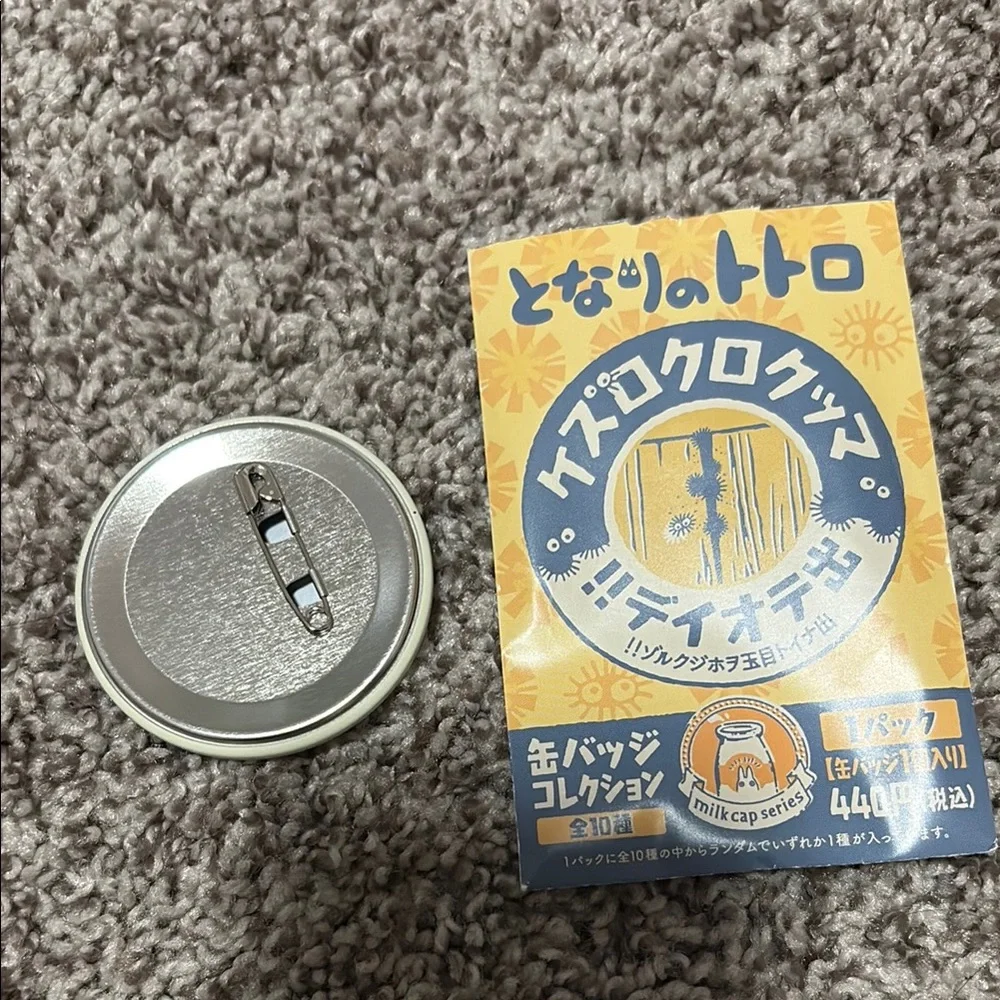 となりのトトロ
ケスロクロクッマ
!!デイオテ出
!!ゾルクジホヲ玉目トイナ出
缶バッジ
コレクション
全10種
milk cap series
1パック
【缶バッジ1個入り】
440円(税込)
1パックに全10種の中からランダムでいずれか1種が入っています。